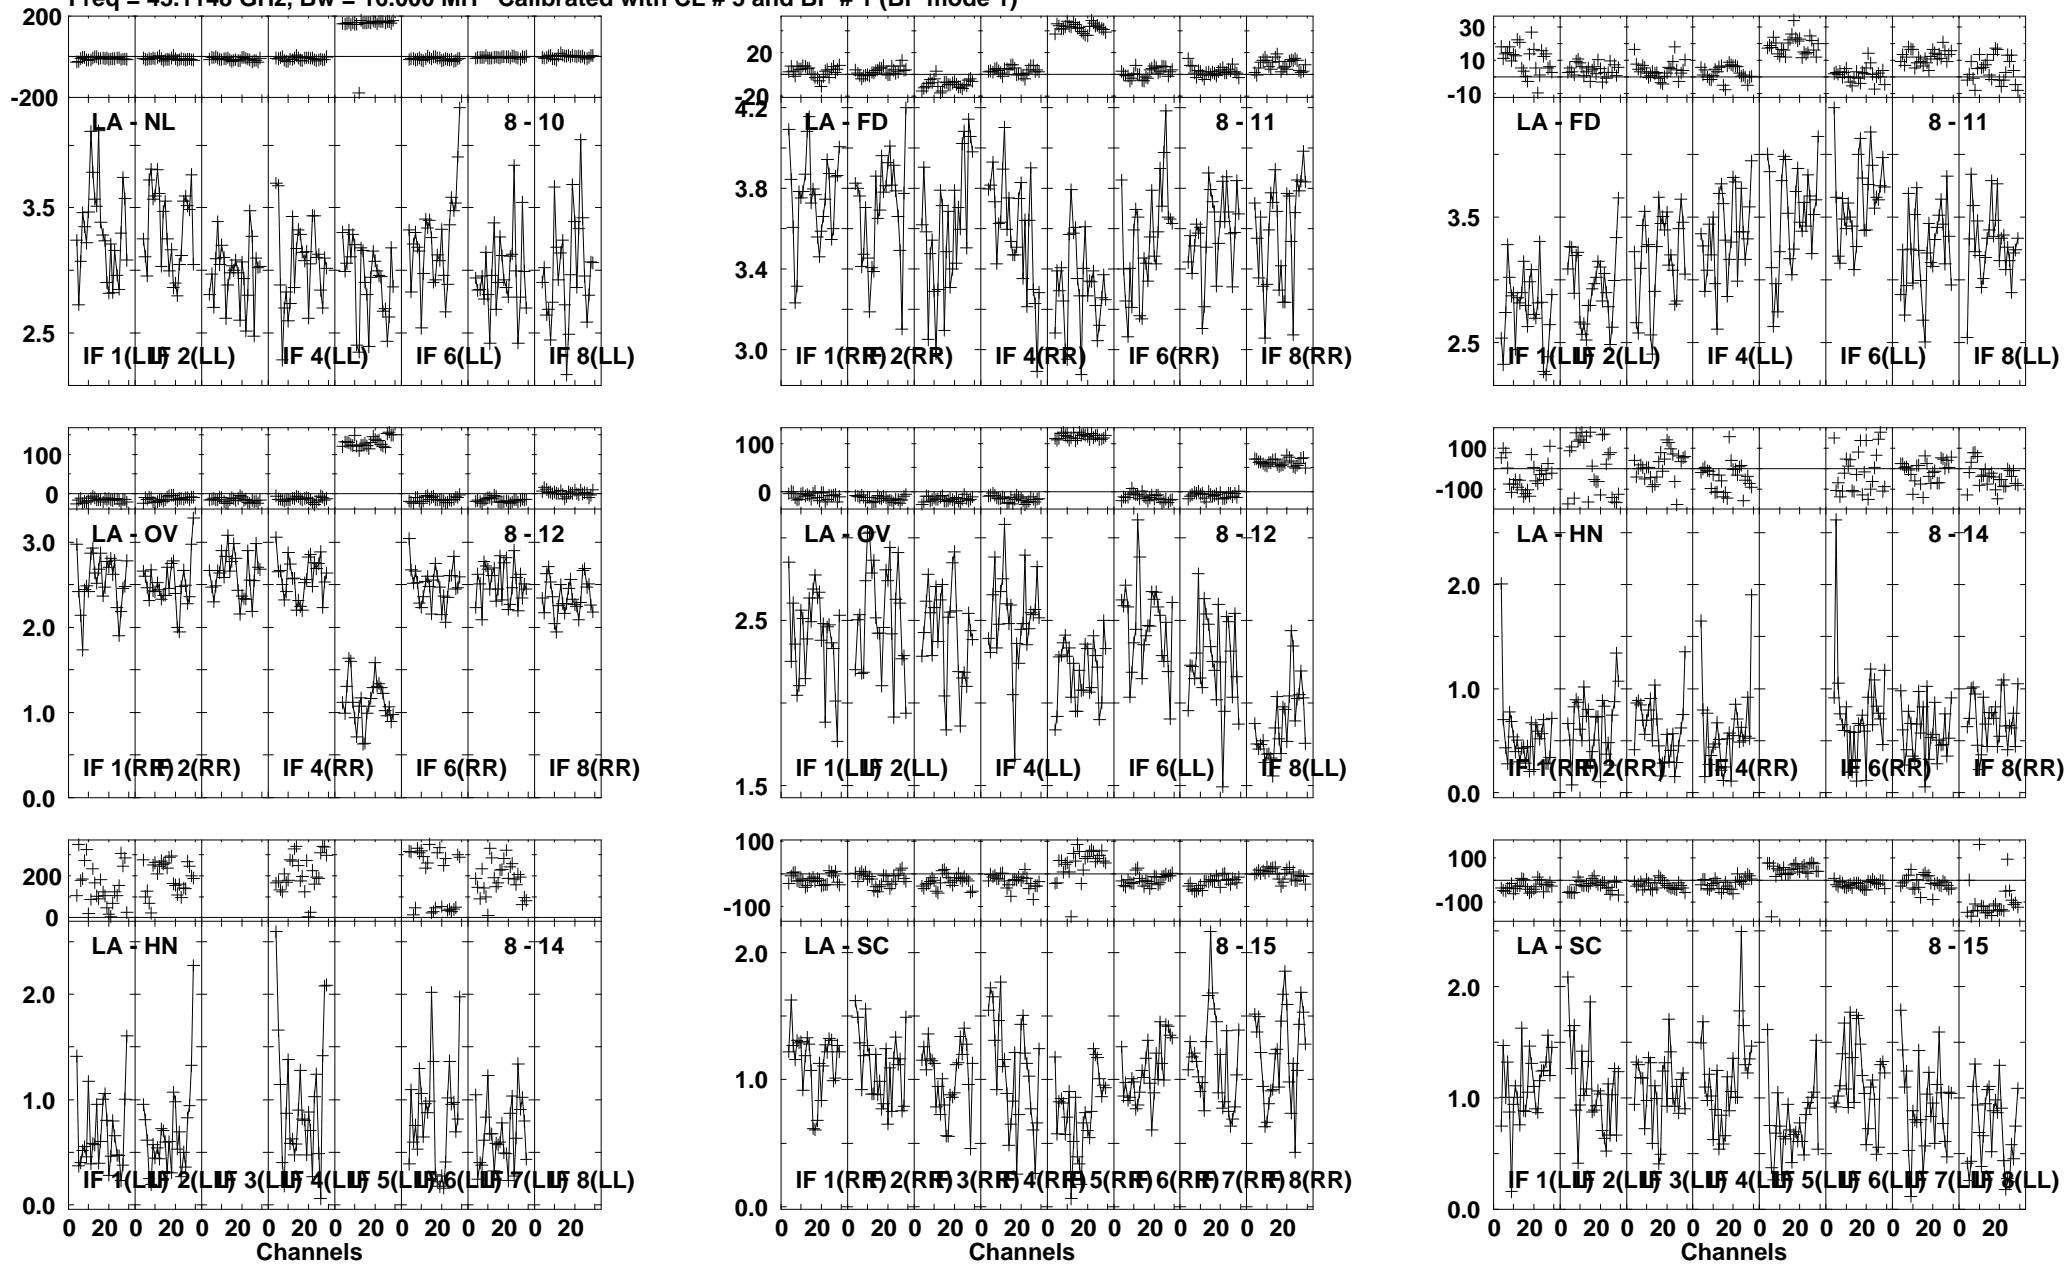 Freq = 43.1148 GHz, Bw = 16.000 MH Calibrated with CL # 3 and BP # 1 (BP mode 1)
200
-200
LA - NL 8 - 10
3.5
2.5
IF 1(LL) IF 2(LL) IF 4(LL) IF 6(LL) IF 8(LL)
20
-20
4.2
LA - FD 8 - 11
3.8
3.4
3.0
IF 1(RR) IF 2(RR) IF 4(RR) IF 6(RR) IF 8(RR)
30
10
-10
LA - FD 8 - 11
3.5
2.5
IF 1(LL) IF 2(LL) IF 4(LL) IF 6(LL) IF 8(LL)
100
0
LA - OV 8 - 12
3.0
2.0
1.0
IF 1(RR) IF 2(RR) IF 4(RR) IF 6(RR) IF 8(RR)
0.0
100
0
LA - OV 8 - 12
2.5
IF 1(LL) IF 2(LL) IF 4(LL) IF 6(LL) IF 8(LL)
1.5
100
-100
LA - HN 8 - 14
2.0
1.0
IF 1(RR) IF 2(RR) IF 4(RR) IF 6(RR) IF 8(RR)
0.0
200
0
LA - HN 8 - 14
2.0
1.0
IF 1(LL) IF 2(LL) IF 3(LL) IF 4(LL) IF 5(LL) IF 6(LL) IF 7(LL) IF 8(LL)
0.0
0 20 0 20 0 20 0 20 0 20 0 20 0 20 0 20
Channels
100
-100
LA - SC 8 - 15
2.0
1.0
IF 1(RR) IF 2(RR) IF 3(RR) IF 4(RR) IF 5(RR) IF 6(RR) IF 7(RR) IF 8(RR)
0.0
0 20 0 20 0 20 0 20 0 20 0 20 0 20 0 20
Channels
100
-100
LA - SC 8 - 15
2.0
1.0
IF 1(LL) IF 2(LL) IF 3(LL) IF 4(LL) IF 5(LL) IF 6(LL) IF 7(LL) IF 8(LL)
0.0
0 20 0 20 0 20 0 20 0 20 0 20 0 20 0 20
Channels